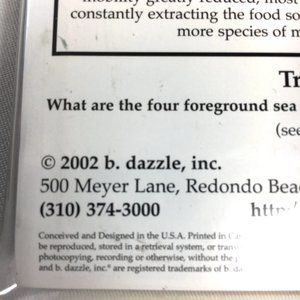 mobility greatly reduced, most
constantly extracting the food so
more species of m
Tr
What are the four foreground sea
(see
© 2002 b. dazzle, inc.
500 Meyer Lane, Redondo Bea
(310) 374-3000 http:/
Conceived and Designed in the U.S.A. Printed in
be reproduced, stored in a retrieval system, or tran
photocopying, recording or otherwise, without the
and b. dazzle, inc.® are registered trademarks of b. da